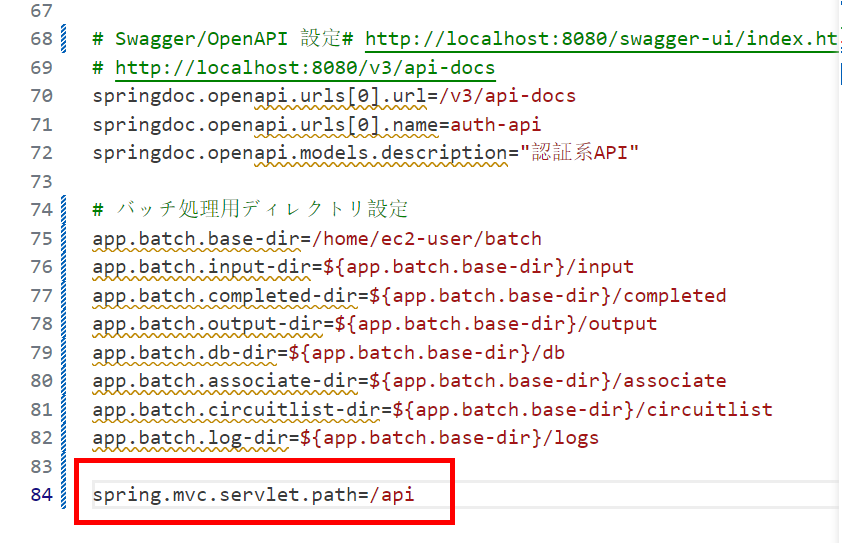 67
68 # Swagger/OpenAPI 設定# http://localhost:8080/swagger-ui/index.ht
69 # http://localhost:8080/v3/api-docs
70 springdoc.openapi.urls[0].url=/v3/api-docs
71 springdoc.openapi.urls[0].name=auth-api
72 springdoc.openapi.models.description="認証系API"
73
74 # バッチ処理用ディレクトリ設定
75 app.batch.base-dir=/home/ec2-user/batch
76 app.batch.input-dir=${app.batch.base-dir}/input
77 app.batch.completed-dir=${app.batch.base-dir}/completed
78 app.batch.output-dir=${app.batch.base-dir}/output
79 app.batch.db-dir=${app.batch.base-dir}/db
80 app.batch.associate-dir=${app.batch.base-dir}/associate
81 app.batch.circuitlist-dir=${app.batch.base-dir}/circuitlist
82 app.batch.log-dir=${app.batch.base-dir}/logs
83
84 spring.mvc.servlet.path=/api